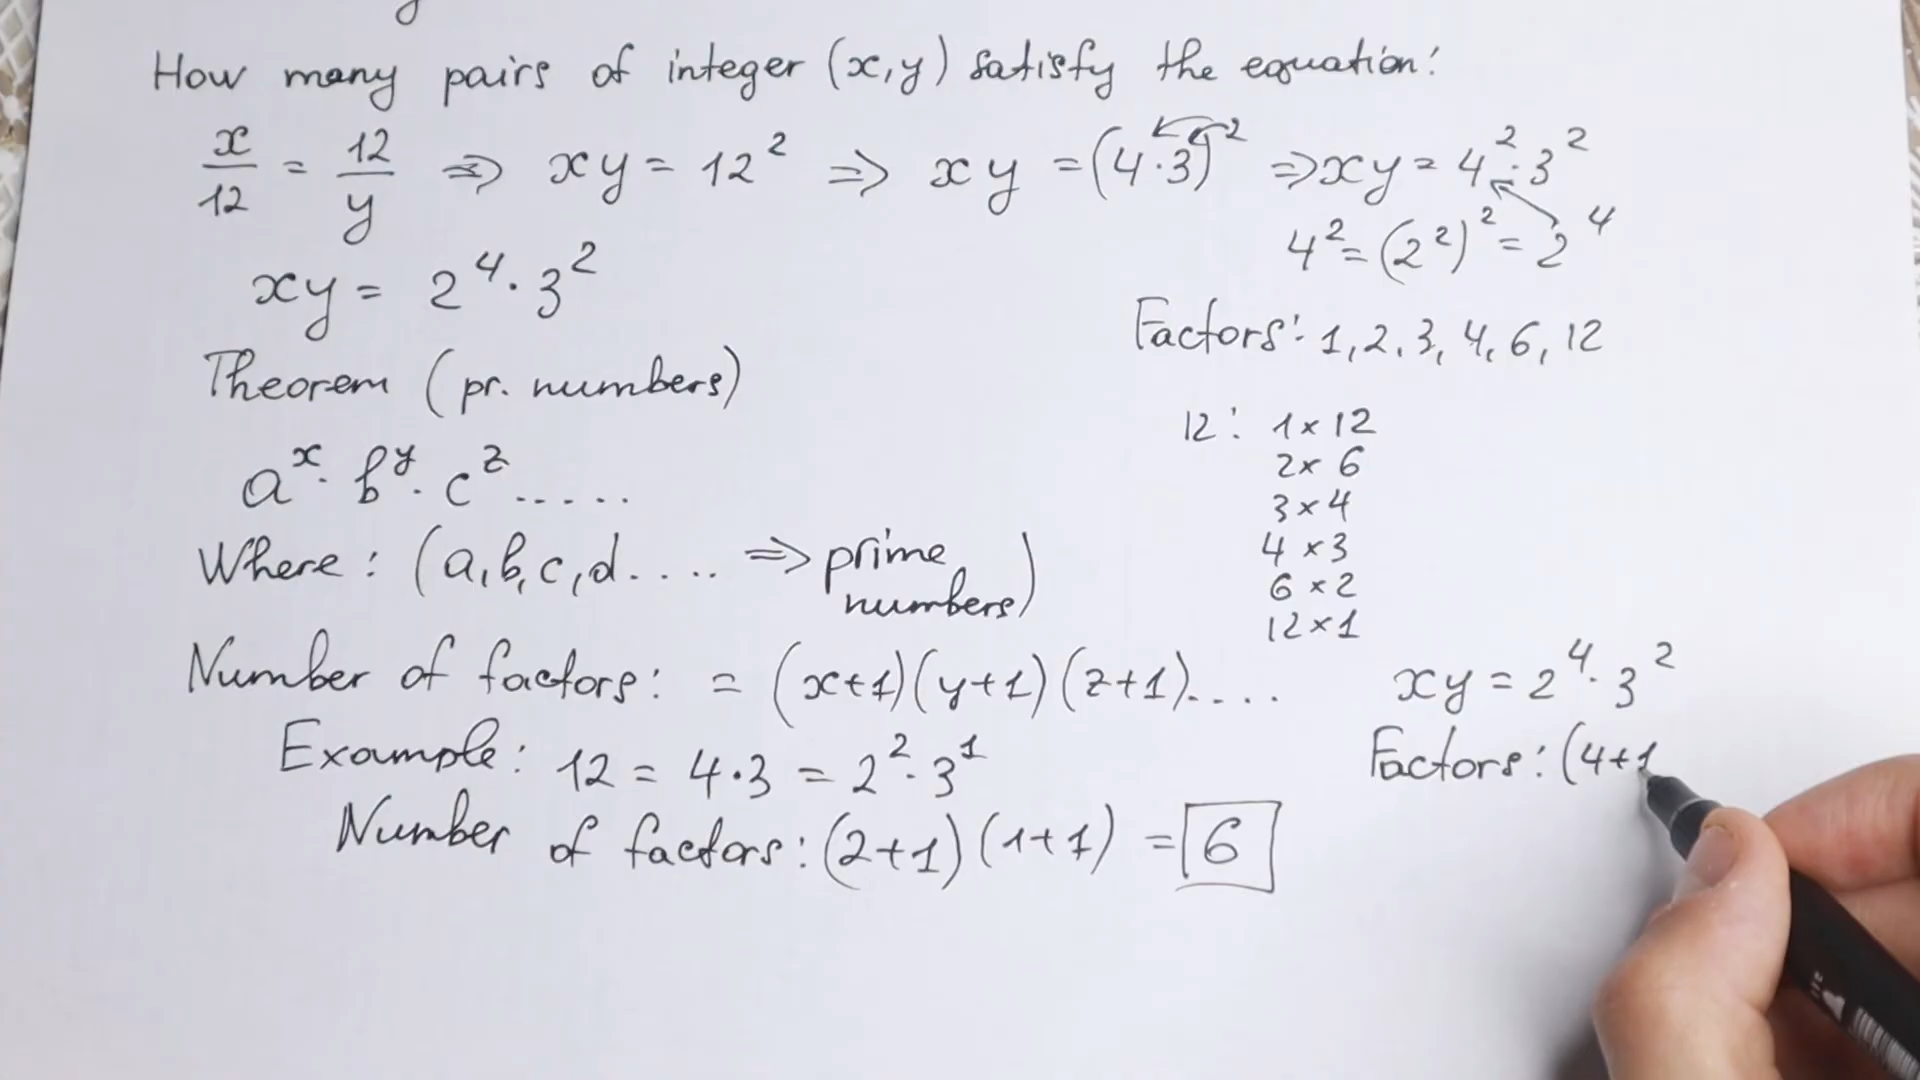 How many pairs of integer (x,y) satisfy the equation:
x/12 = 12/y => xy = 12² => xy = (4·3)² => xy = 4²·3²
4² = (2²)² = 2⁴
xy = 2⁴·3²
Factors: 1, 2, 3, 4, 6, 12
Theorem (pr. numbers)
12: 1 x 12
2 x 6
3 x 4
4 x 3
6 x 2
12 x 1
aˣ · bʸ · cᶻ .....
Where: (a, b, c, d .... => prime numbers)
Number of factors: = (x+1)(y+1)(z+1)....
Example: 12 = 4·3 = 2²·3¹
Number of factors: (2+1)(1+1) = 6
xy = 2⁴·3²
Factors: (4+1